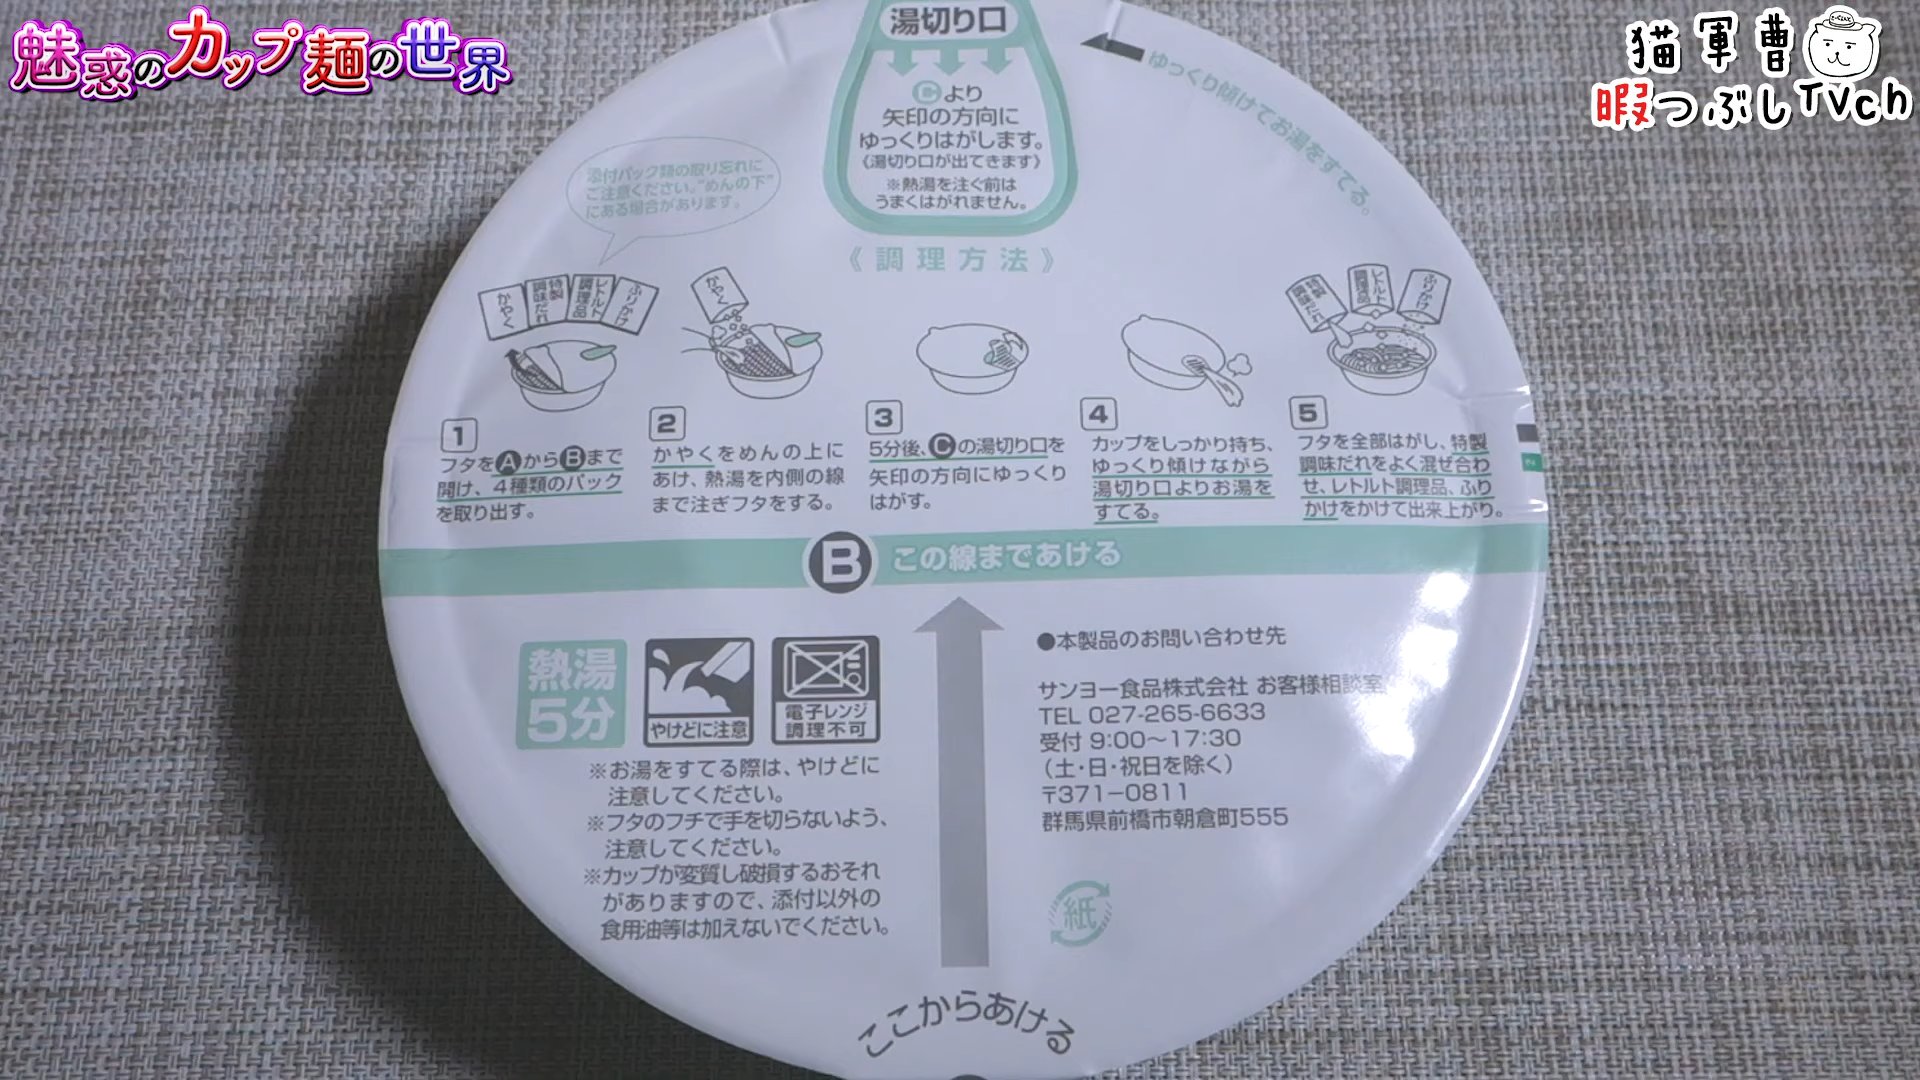 魅惑のカップ麺の世界
猫軍曹
暇つぶしTVch
湯切り口
Cより
矢印の方向に
ゆっくりはがします。
《湯切り口が出てきます》
※熱湯を注ぐ前は
うまくはがれません。
ゆっくり傾けてお湯をすてる。
添付パック類の取り忘れに
ご注意ください。"めんの下"
にある場合があります。
《調理方法》
かやく
特製
調味だれ
レトルト
調理品
ふりかけ
かやく
特製
調味だれ
レトルト
調理品
ふりかけ
1
フタをAからBまで
開け、4種類のパック
を取り出す。
2
かやくをめんの上に
あけ、熱湯を内側の線
まで注ぎフタをする。
3
5分後、Cの湯切り口を
矢印の方向にゆっくり
はがす。
4
カップをしっかり持ち、
ゆっくり傾けながら
湯切り口よりお湯を
すてる。
5
フタを全部はがし、特製
調味だれをよく混ぜ合わ
せ、レトルト調理品、ふり
かけをかけて出来上がり。
B この線まであける
熱湯
5分
やけどに注意
電子レンジ
調理不可
※お湯をすてる際は、やけどに
注意してください。
※フタのフチで手を切らないよう、
注意してください。
※カップが変質し破損するおそれ
がありますので、添付以外の
食用油等は加えないでください。
●本製品のお問い合わせ先
サンヨー食品株式会社 お客様相談室
TEL 027-265-6633
受付 9:00〜17:30
（土・日・祝日を除く）
〒371-0811
群馬県前橋市朝倉町555
紙
ここからあける